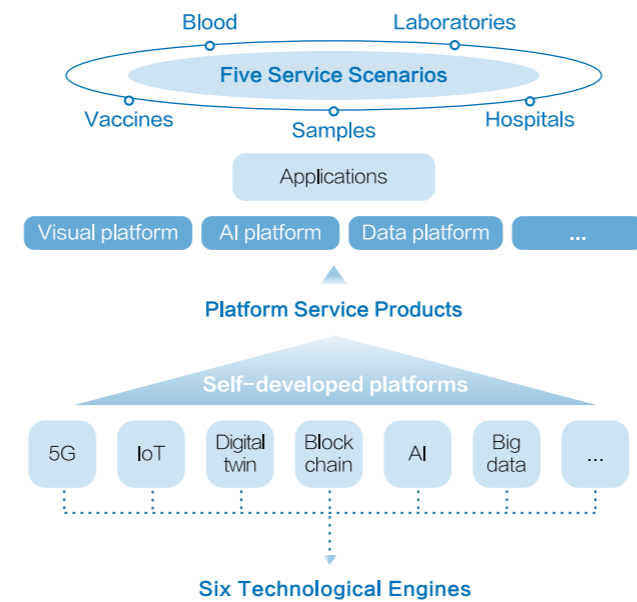 Blood
Laboratories
Five Service Scenarios
Vaccines
Samples
Hospitals
Applications
Visual platform
AI platform
Data platform
...
Platform Service Products
Self-developed platforms
5G
IoT
Digital
twin
Block
chain
AI
Big
data
...
Six Technological Engines